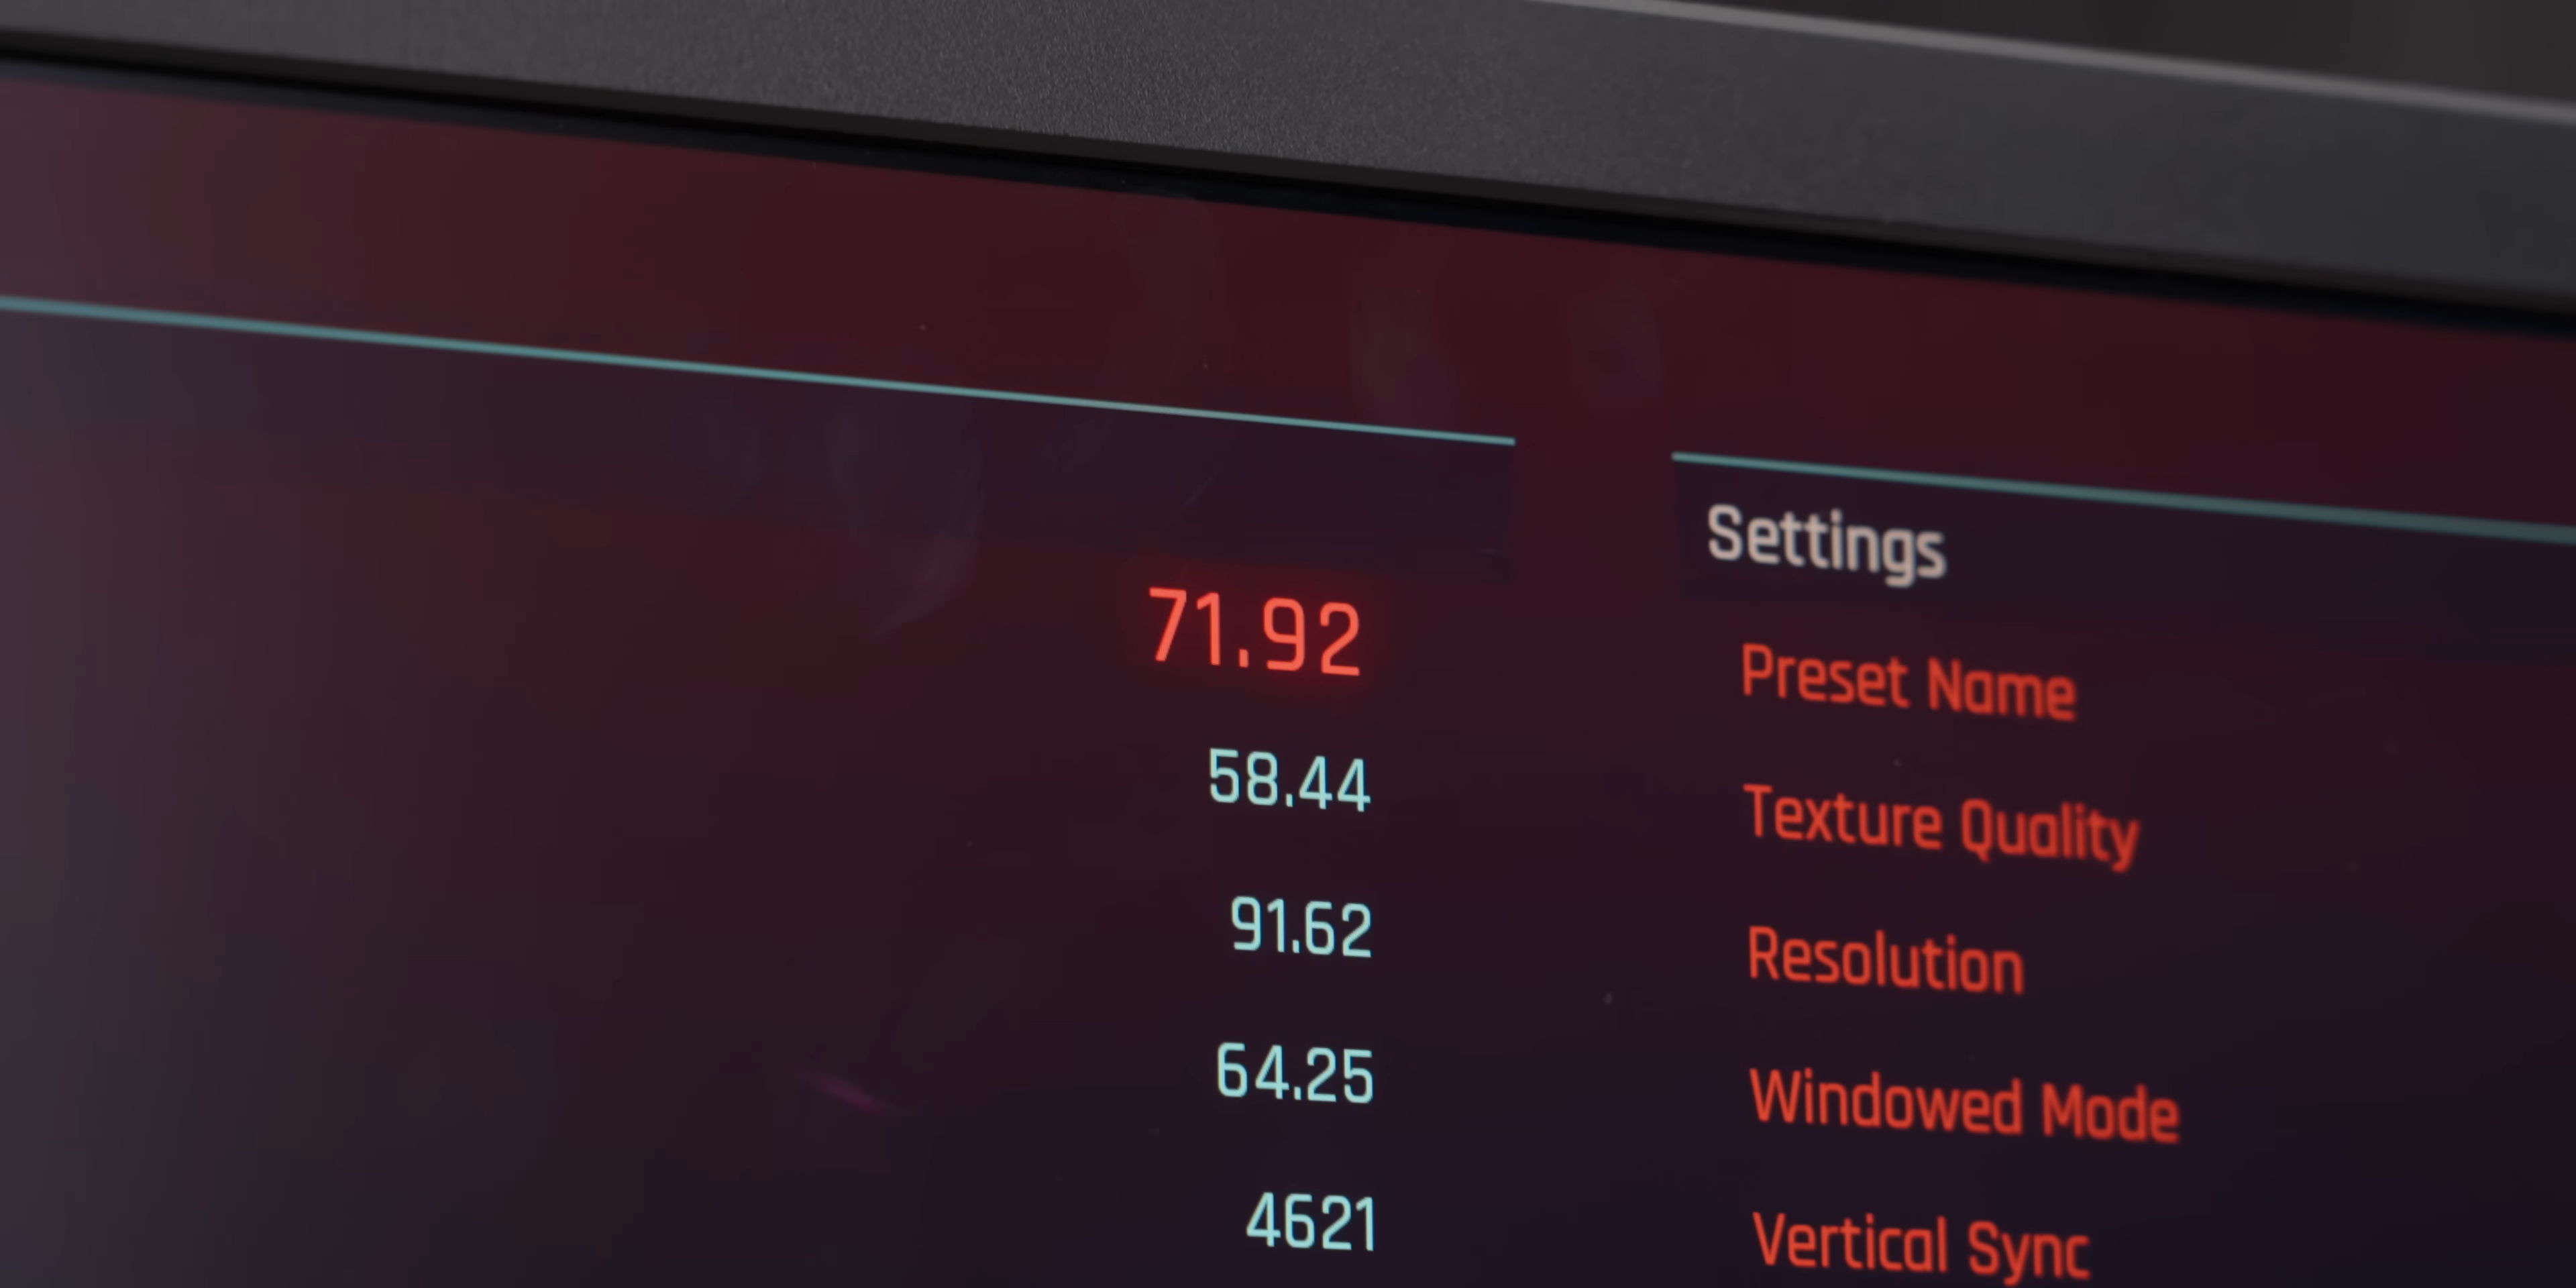 71.92
58.44
91.62
64.25
4621
Settings
Preset Name
Texture Quality
Resolution
Windowed Mode
Vertical Sync